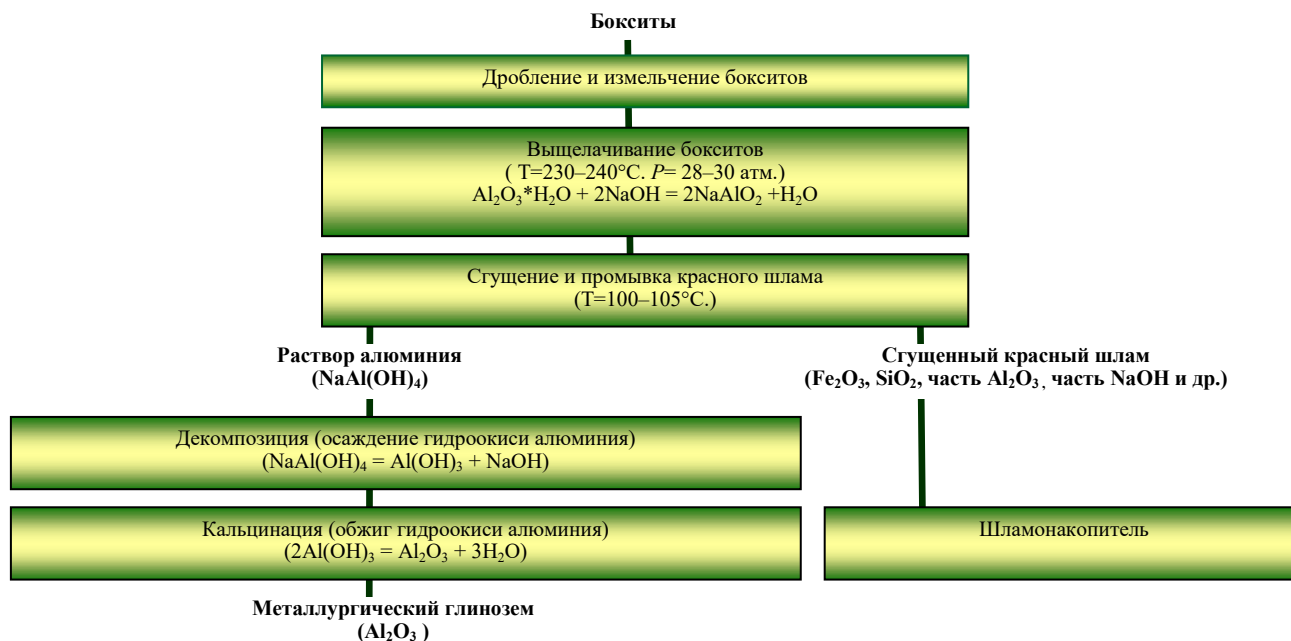 Бокситы
Дробление и измельчение бокситов
Выщелачивание бокситов
( Т=230–240°С. Р= 28–30 атм.)
Al₂O₃*H₂O + 2NaOH = 2NaAlO₂ +H₂O
Сгущение и промывка красного шлама
(Т=100–105°С.)
Раствор алюминия
(NaAl(OH)₄)
Сгущенный красный шлам
(Fe₂O₃, SiO₂, часть Al₂O₃ , часть NaOH и др.)
Декомпозиция (осаждение гидроокиси алюминия)
(NaAl(OH)₄ = Al(OH)₃ + NaOH)
Кальцинация (обжиг гидроокиси алюминия)
(2Al(OH)₃ = Al₂O₃ + 3H₂O)
Шламонакопитель
Металлургический глинозем
(Al₂O₃ )